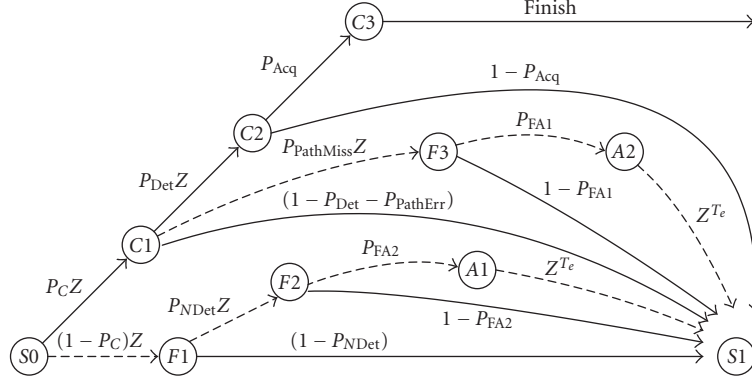 C3
Finish
P_Acq
1 − P_Acq
C2
P_PathMiss Z
F3
P_FA1
A2
P_Det Z
(1 − P_Det − P_PathErr)
1 − P_FA1
Z^{T_e}
C1
P_FA2
A1
Z^{T_e}
P_C Z
P_NDet Z
F2
1 − P_FA2
S0
(1 − P_C)Z
F1
(1 − P_NDet)
S1